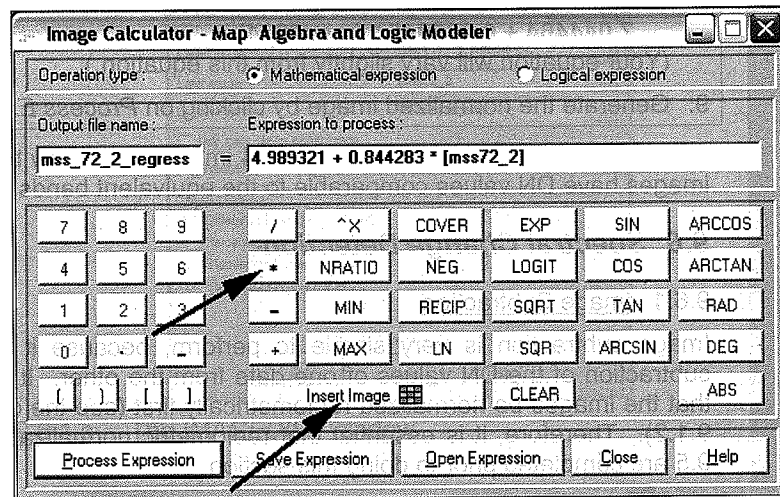 Image Calculator - Map Algebra and Logic Modeler
Operation type : Mathematical expression Logical expression
Output file name : Expression to process :
mss_72_2_regress = 4.989321 + 0.844283 * [mss72_2]
7 8 9 / ^X COVER EXP SIN ARCCOS
4 5 6 * NRATIO NEG LOGIT COS ARCTAN
1 2 3 - MIN RECIP SQRT TAN RAD
0 . _ + MAX LN SQR ARCSIN DEG
( ) [ ] Insert Image CLEAR ABS
Process Expression Save Expression Open Expression Close Help